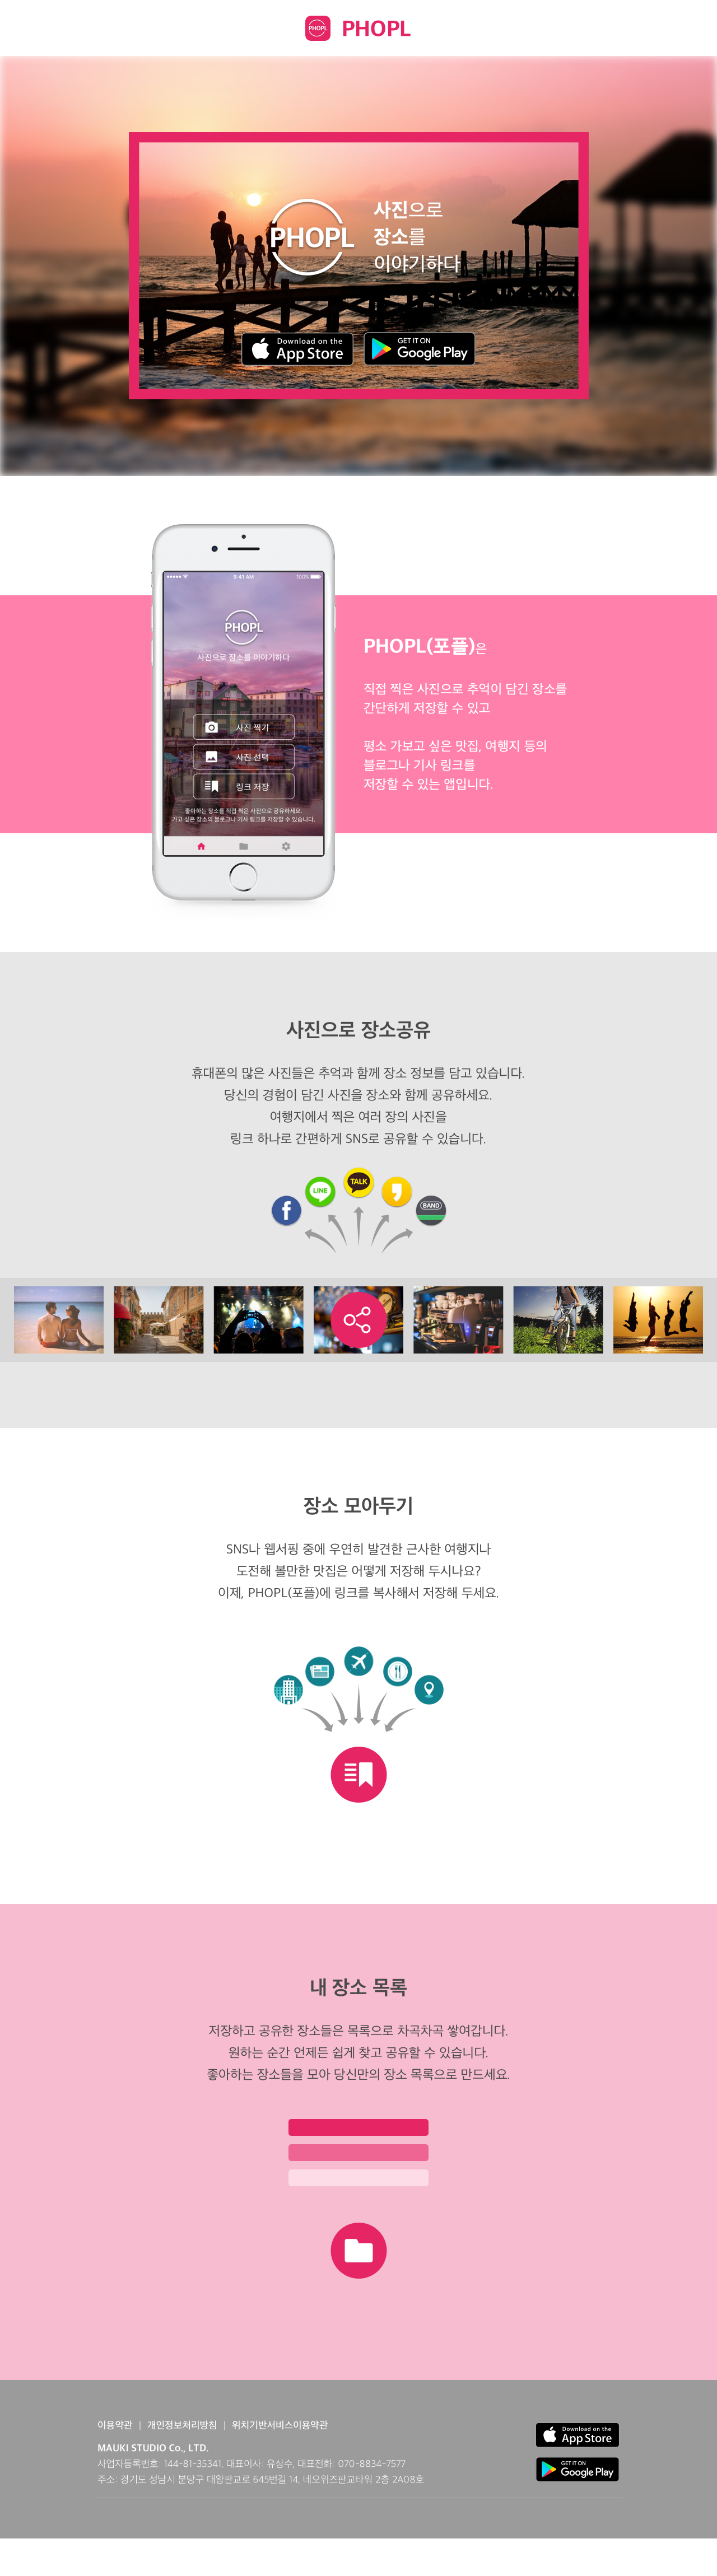 PHOPL
PHOPL
PHOPL
사진으로
장소를
이야기하다
Download on the
App Store
GET IT ON
Google Play
9:41 AM
100%
PHOPL
사진으로 장소를 이야기하다
사진 찍기
사진 선택
링크 저장
좋아하는 장소를 직접 찍은 사진으로 공유하세요.
가고 싶은 장소의 블로그나 기사 링크를 저장할 수 있습니다.
PHOPL(포플)은
직접 찍은 사진으로 추억이 담긴 장소를
간단하게 저장할 수 있고
평소 가보고 싶은 맛집, 여행지 등의
블로그나 기사 링크를
저장할 수 있는 앱입니다.
사진으로 장소공유
휴대폰의 많은 사진들은 추억과 함께 장소 정보를 담고 있습니다.
당신의 경험이 담긴 사진을 장소와 함께 공유하세요.
여행지에서 찍은 여러 장의 사진을
링크 하나로 간편하게 SNS로 공유할 수 있습니다.
f
LINE
TALK
BAND
장소 모아두기
SNS나 웹서핑 중에 우연히 발견한 근사한 여행지나
도전해 볼만한 맛집은 어떻게 저장해 두시나요?
이제, PHOPL(포플)에 링크를 복사해서 저장해 두세요.
내 장소 목록
저장하고 공유한 장소들은 목록으로 차곡차곡 쌓여갑니다.
원하는 순간 언제든 쉽게 찾고 공유할 수 있습니다.
좋아하는 장소들을 모아 당신만의 장소 목록으로 만드세요.
이용약관 | 개인정보처리방침 | 위치기반서비스이용약관
MAUKI STUDIO Co., LTD.
사업자등록번호: 144-81-35341, 대표이사: 유삼수, 대표전화: 070-8834-7577
주소: 경기도 성남시 분당구 대왕판교로 645번길 14, 네오위즈판교타워 2층 2A08호
Download on the
App Store
GET IT ON
Google Play